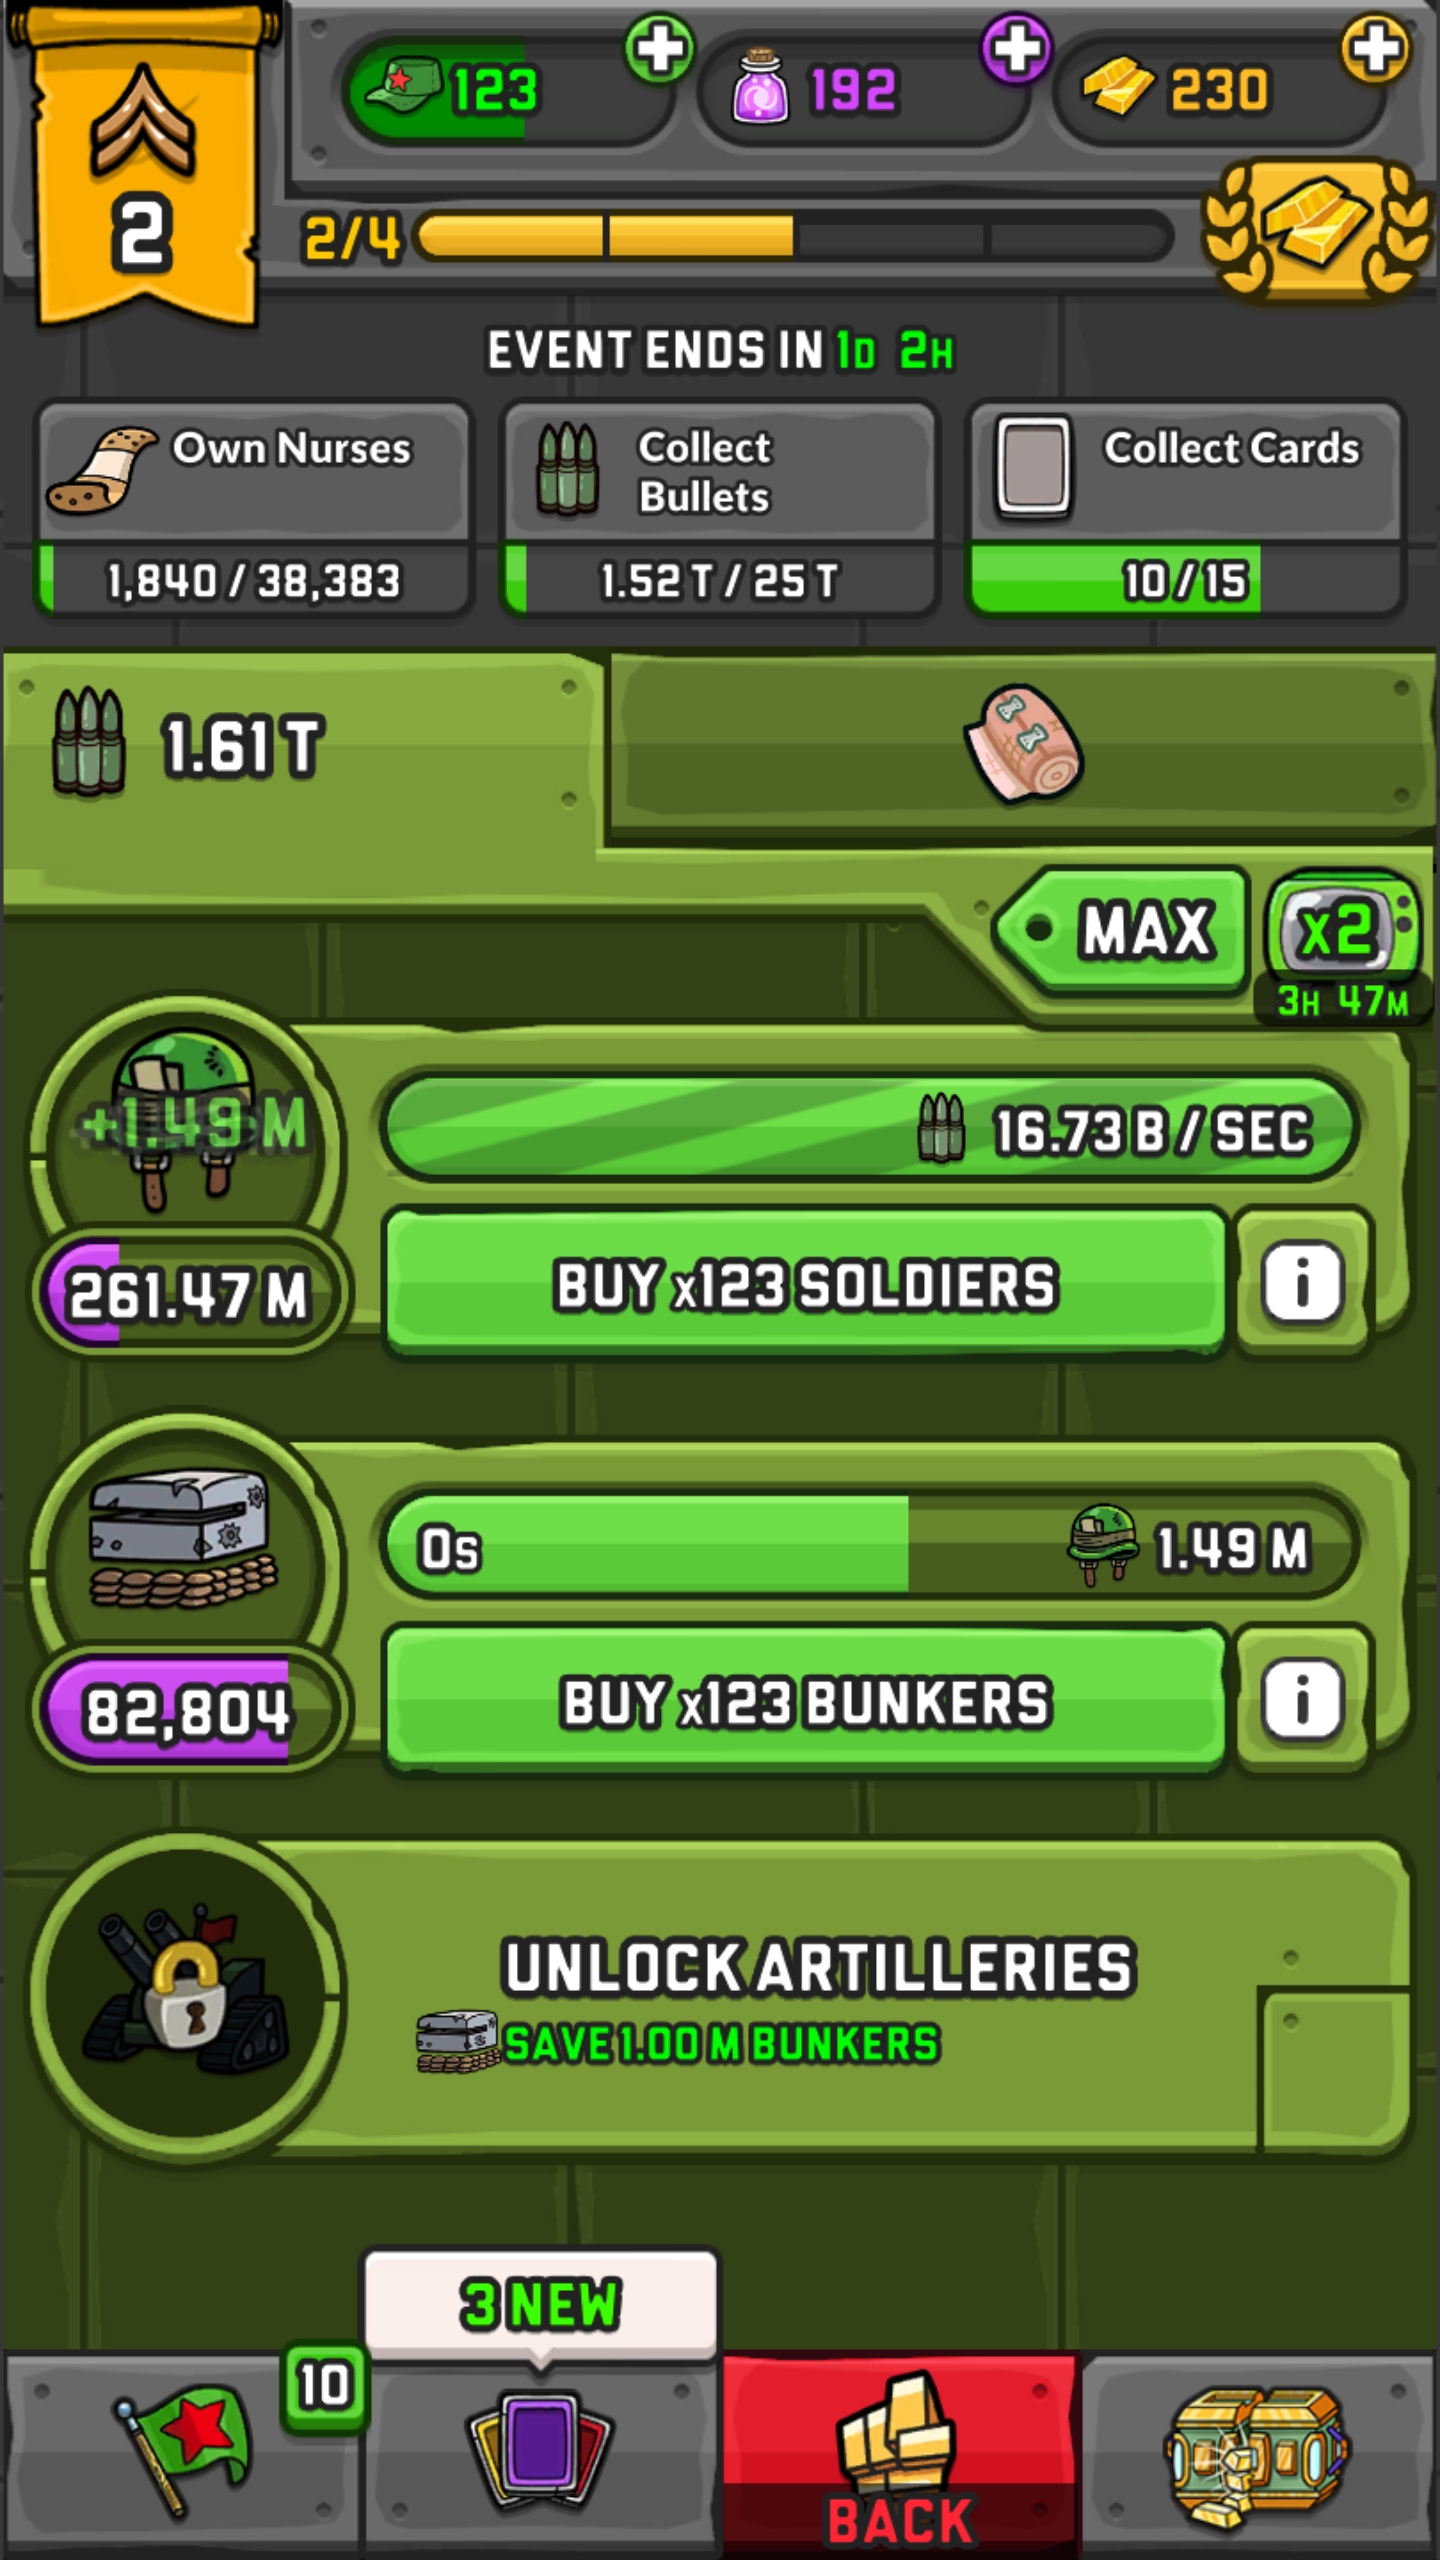 123
192
230
2
2/4
EVENT ENDS IN 1D 2H
Own Nurses
1,840 / 38,383
Collect
Bullets
1.52 T / 25 T
Collect Cards
10 / 15
1.61 T
MAX
x2
3H 47M
+1.49 M
16.73 B / SEC
261.47 M
BUY x123 SOLDIERS
i
0s
1.49 M
82,804
BUY x123 BUNKERS
i
UNLOCK ARTILLERIES
SAVE 1.00 M BUNKERS
3 NEW
10
BACK